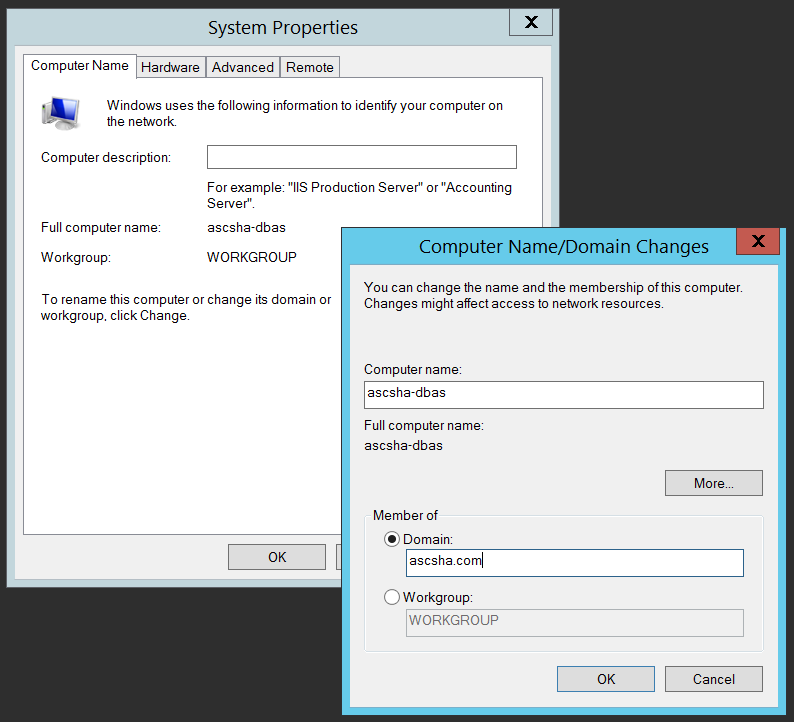 System Properties
X
Computer Name
Hardware
Advanced
Remote
Windows uses the following information to identify your computer on
the network.
Computer description:
For example: "IIS Production Server" or "Accounting
Server".
Full computer name:
ascsha-dbas
Workgroup:
WORKGROUP
To rename this computer or change its domain or
workgroup, click Change.
OK
Computer Name/Domain Changes
X
You can change the name and the membership of this computer.
Changes might affect access to network resources.
Computer name:
ascsha-dbas
Full computer name:
ascsha-dbas
More...
Member of
Domain:
ascsha.com
Workgroup:
WORKGROUP
OK
Cancel